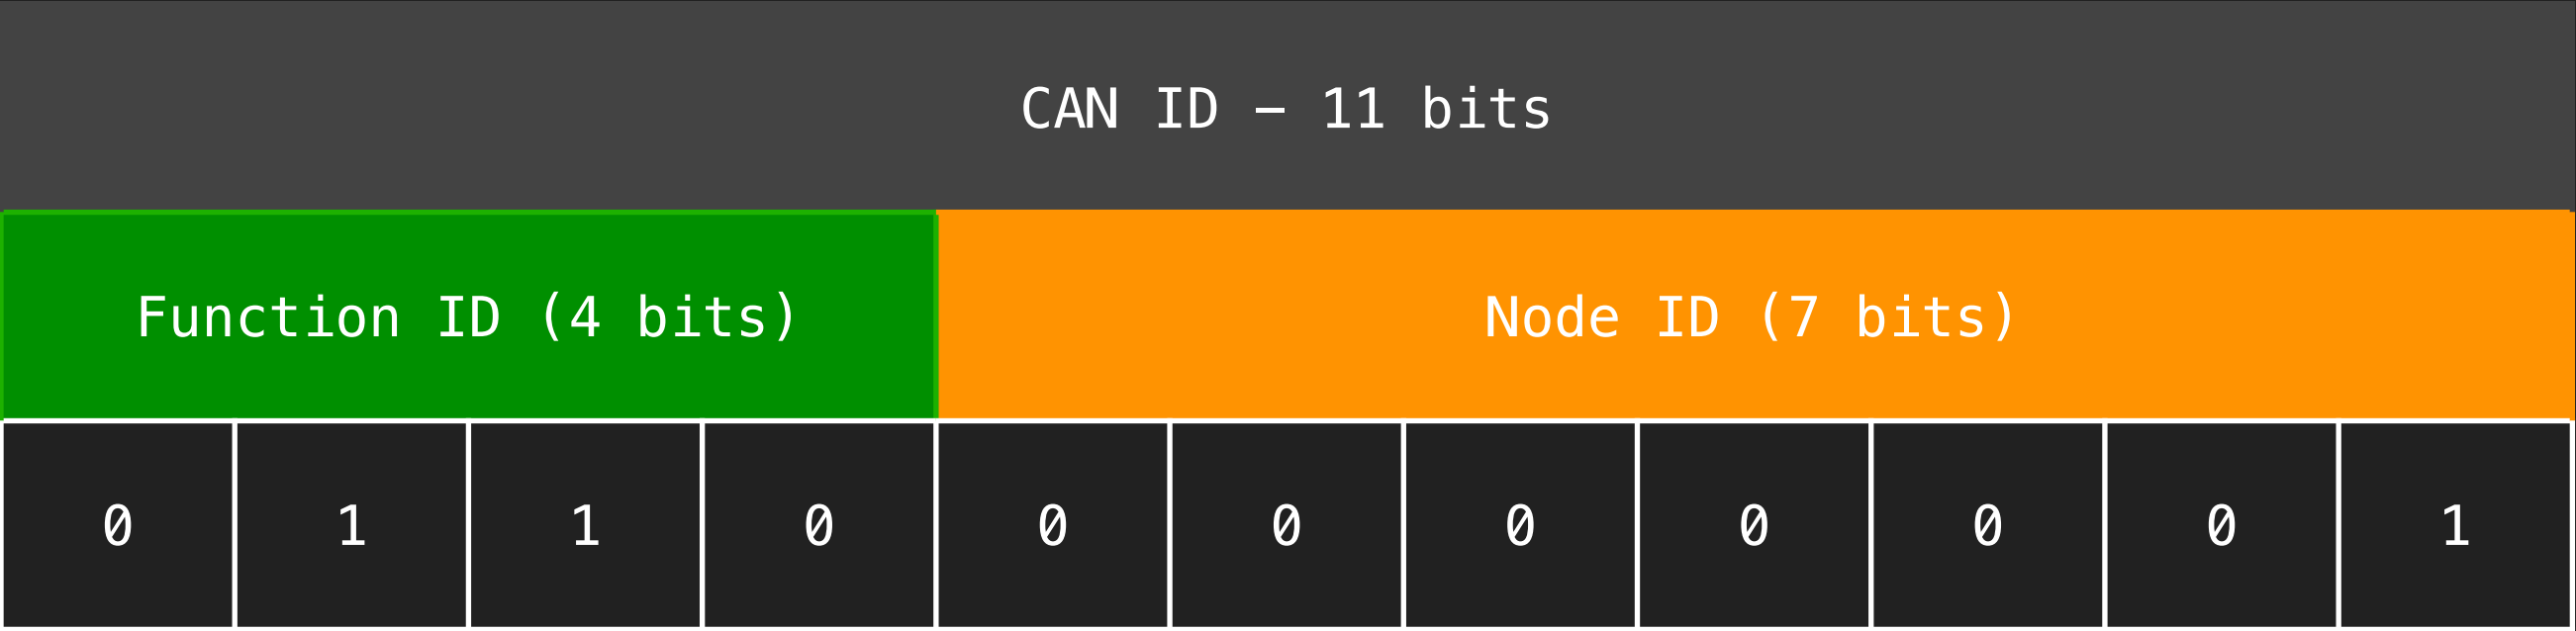 CAN ID – 11 bits
Function ID (4 bits) Node ID (7 bits)
0 1 1 0 0 0 0 0 0 0 1